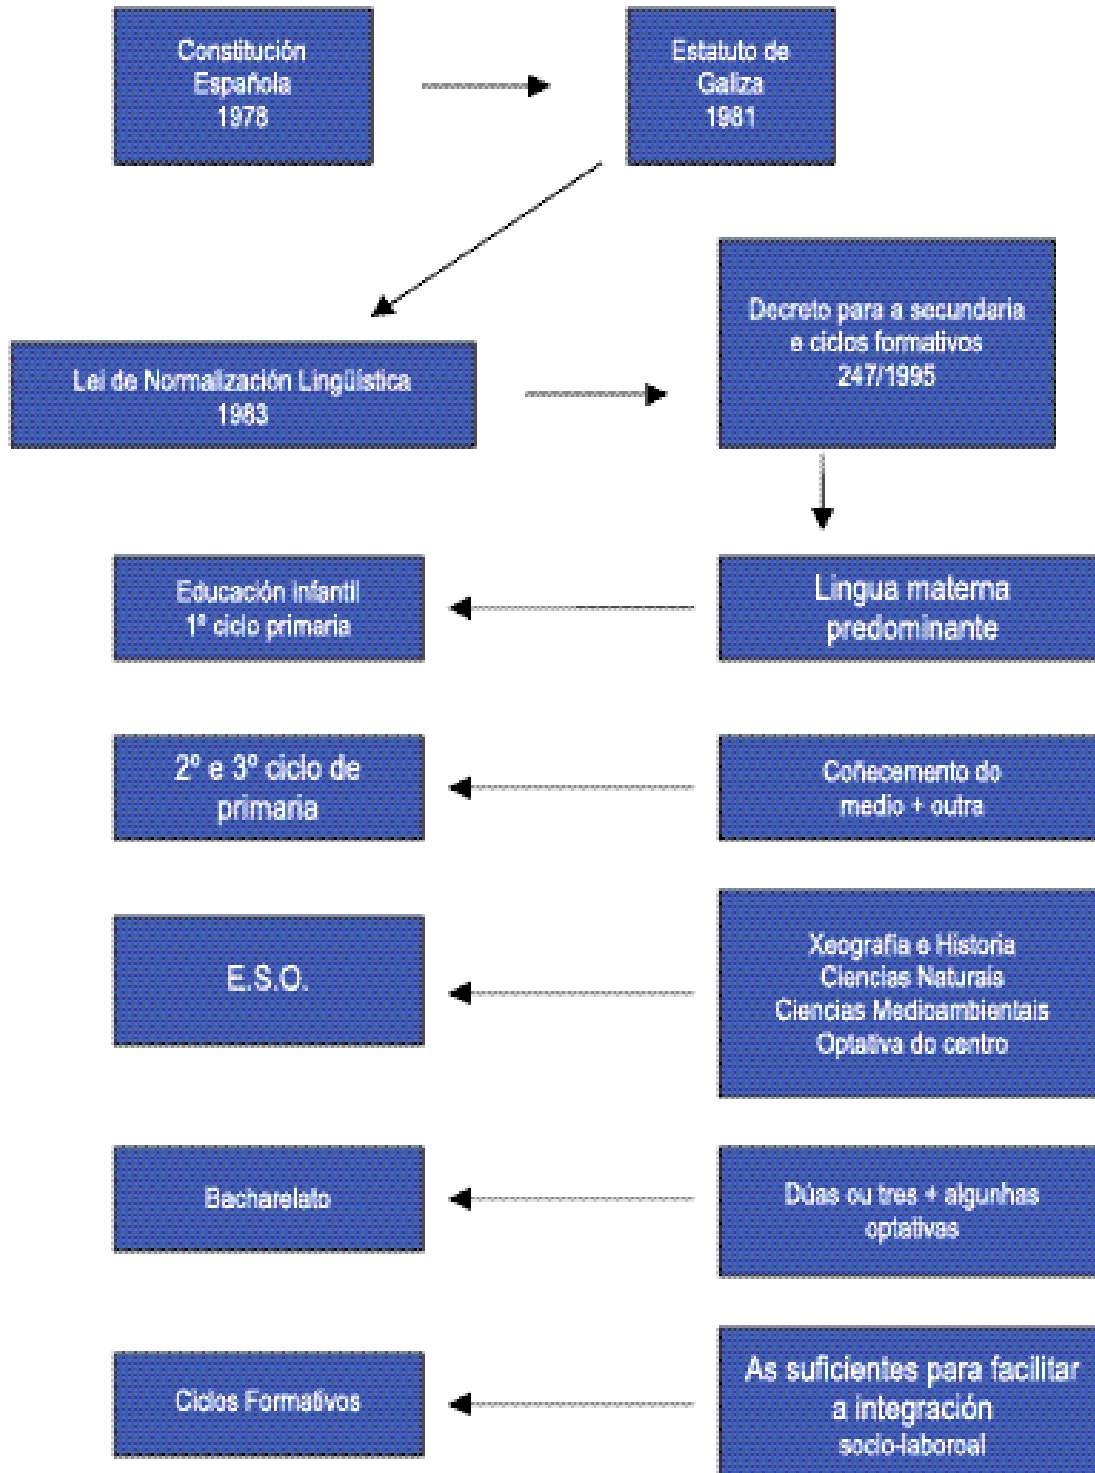 Constitución
Española
1978
Estatuto de
Galiza
1981
Decreto para a secundaria
e ciclos formativos
247/1995
Lei de Normalización Lingüística
1983
Educación infantil
1º ciclo primaria
Lingua materna
predominante
2º e 3º ciclo de
primaria
Coñecemento do
medio + outra
E.S.O.
Xeografia e Historia
Ciencias Naturais
Ciencias Medioambientais
Optativa do centro
Bacharelato
Dúas ou tres + algunhas
optativas
Ciclos Formativos
As suficientes para facilitar
a integración
socio-laboroal